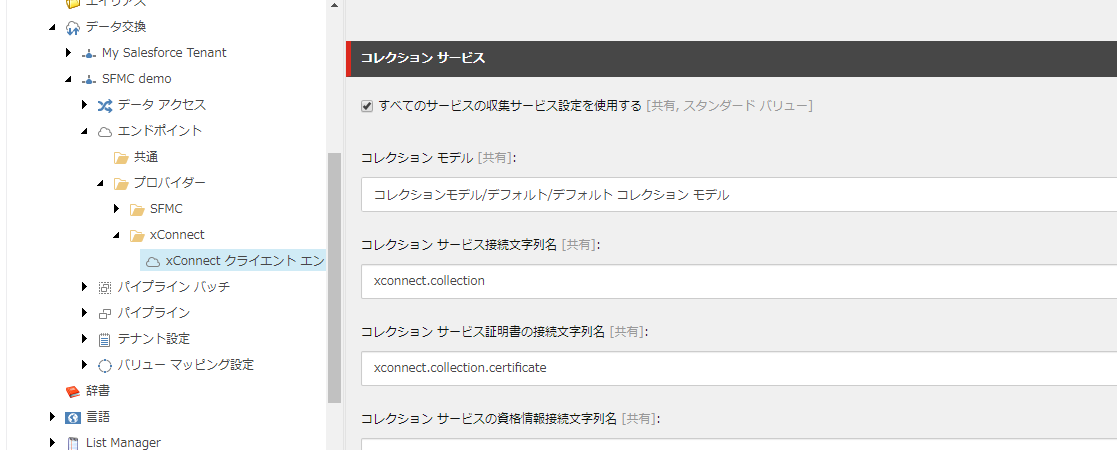 エイリアス
データ交換
My Salesforce Tenant
SFMC demo
データ アクセス
エンドポイント
共通
プロバイダー
SFMC
xConnect
xConnect クライエント エン
パイプライン バッチ
パイプライン
テナント設定
バリュー マッピング設定
辞書
言語
List Manager
コレクション サービス
すべてのサービスの収集サービス設定を使用する [共有, スタンダード バリュー]
コレクション モデル [共有]:
コレクションモデル/デフォルト/デフォルト コレクション モデル
コレクション サービス接続文字列名 [共有]:
xconnect.collection
コレクション サービス証明書の接続文字列名 [共有]:
xconnect.collection.certificate
コレクション サービスの資格情報接続文字列名 [共有]: